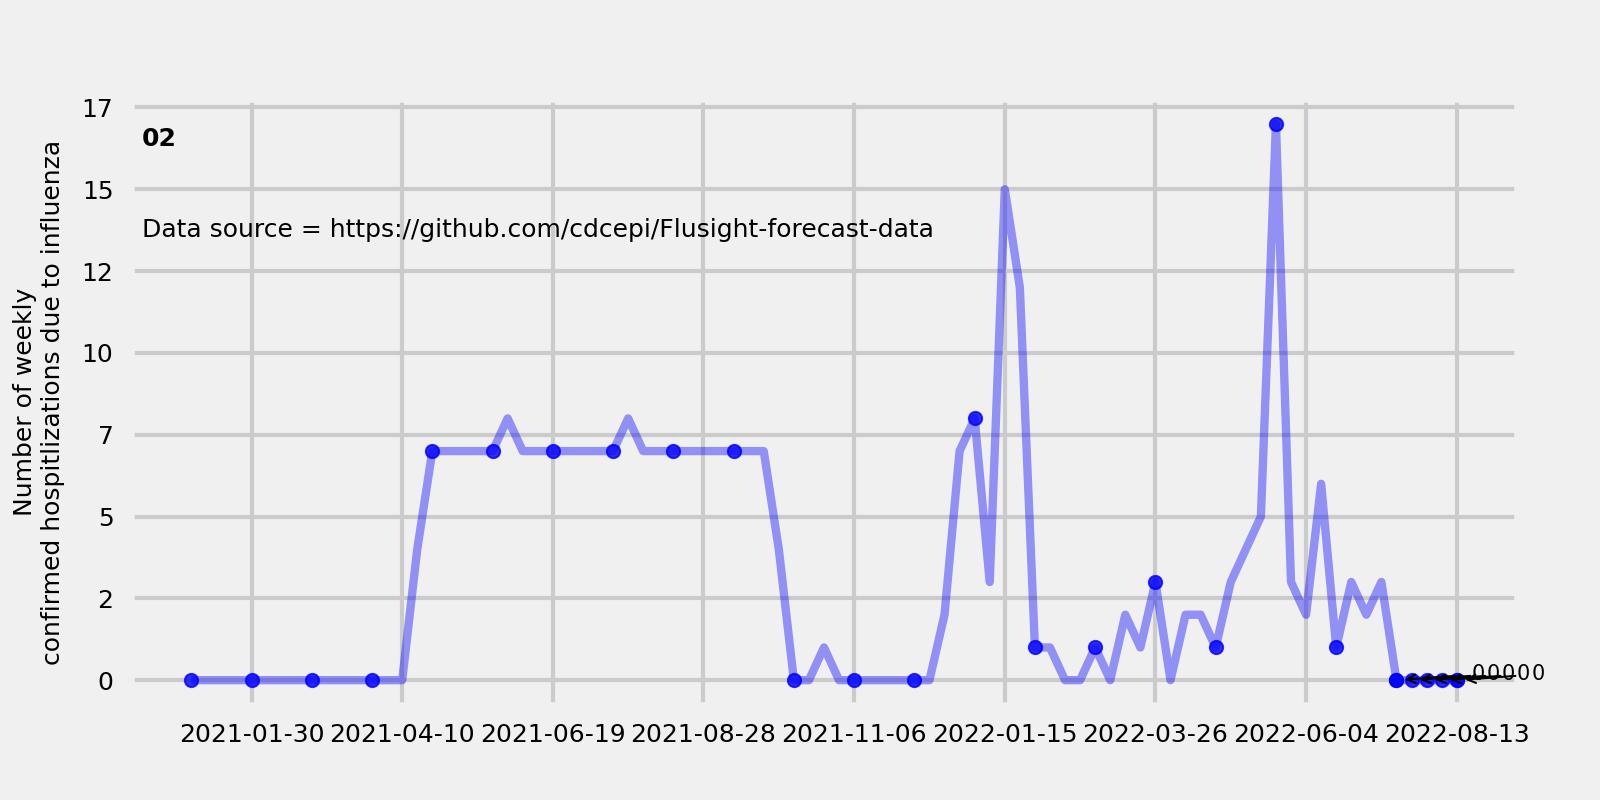 17
02
15
Data source = https://github.com/cdcepi/Flusight-forecast-data
12
10
7
5
2
0
00000
Number of weekly
confirmed hospitlizations due to influenza
2021-01-30 2021-04-10 2021-06-19 2021-08-28 2021-11-06 2022-01-15 2022-03-26 2022-06-04 2022-08-13